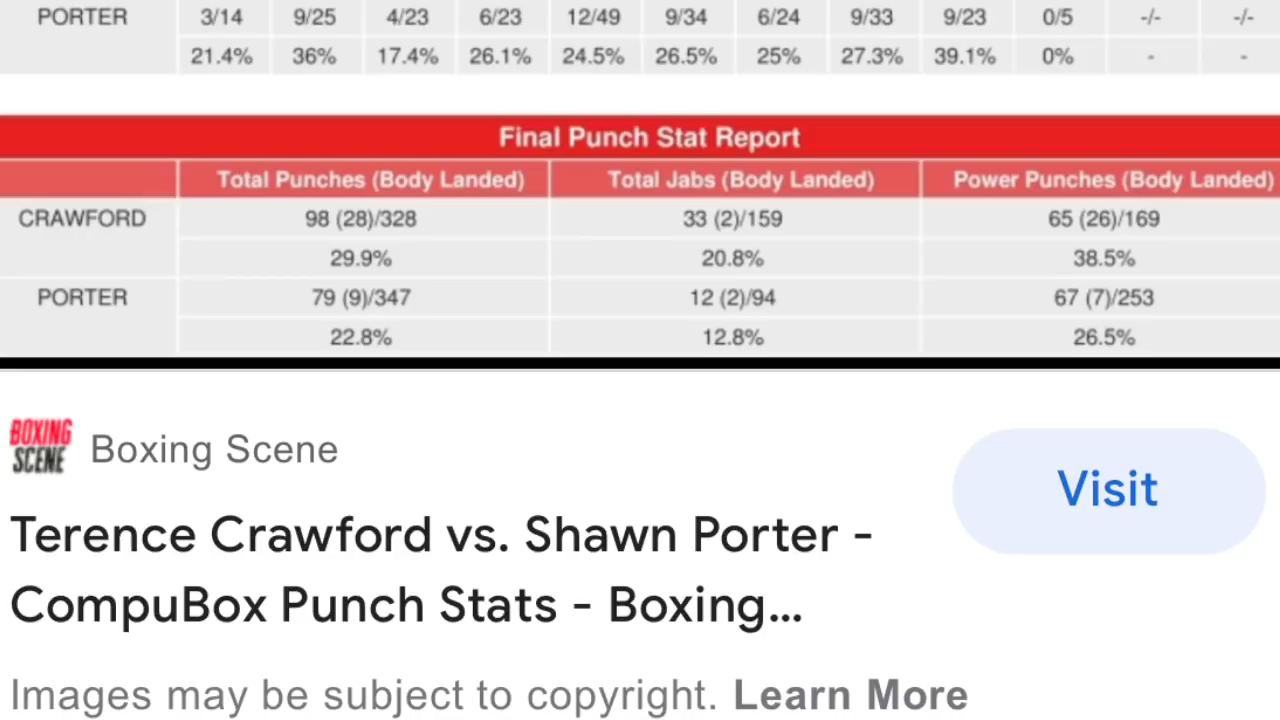 PORTER 3/14 9/25 4/23 6/23 12/49 9/34 6/24 9/33 9/23 0/5 -/- -/-
21.4% 36% 17.4% 26.1% 24.5% 26.5% 25% 27.3% 39.1% 0% - -
Final Punch Stat Report
Total Punches (Body Landed) Total Jabs (Body Landed) Power Punches (Body Landed)
CRAWFORD 98 (28)/328 33 (2)/159 65 (26)/169
29.9% 20.8% 38.5%
PORTER 79 (9)/347 12 (2)/94 67 (7)/253
22.8% 12.8% 26.5%
BOXING
SCENE
Boxing Scene
Visit
Terence Crawford vs. Shawn Porter -
CompuBox Punch Stats - Boxing...
Images may be subject to copyright. Learn More